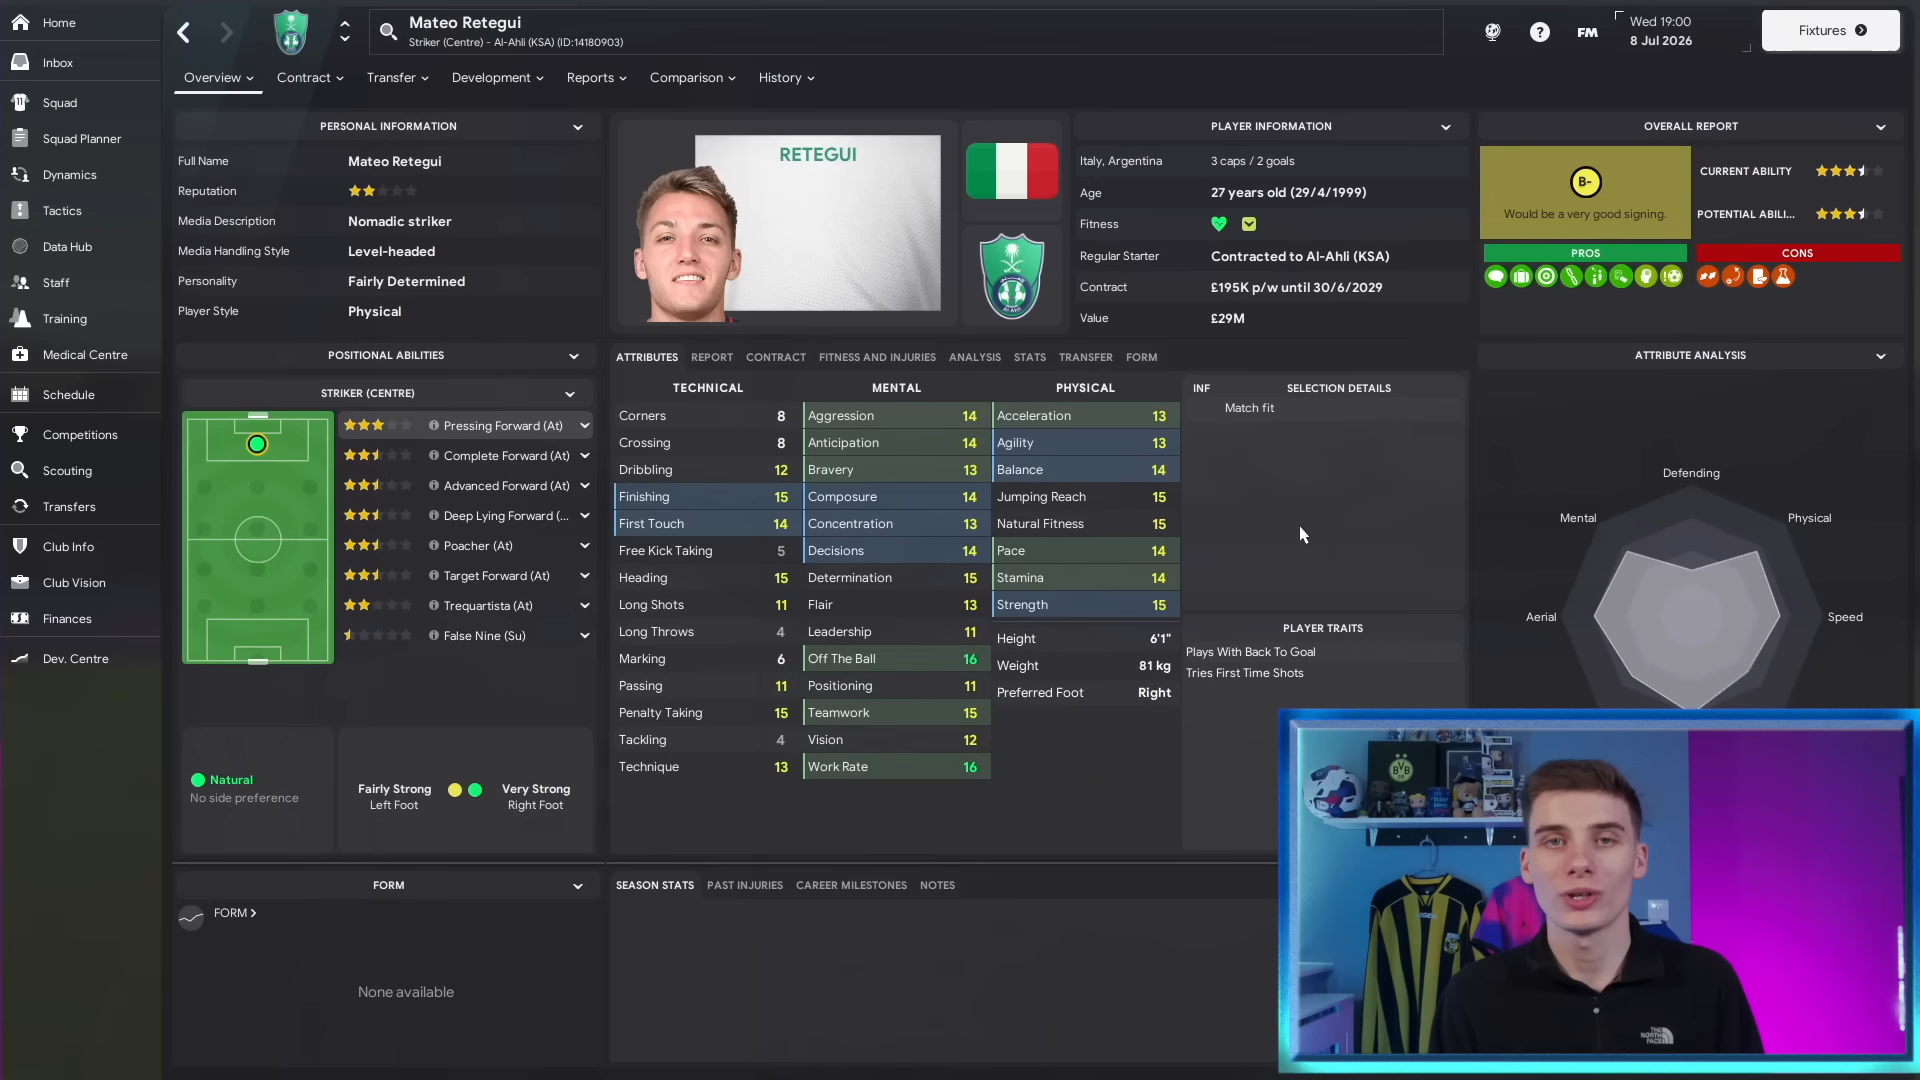 Home
Inbox
Squad
Squad Planner
Dynamics
Tactics
Data Hub
Staff
Training
Medical Centre
Schedule
Competitions
Scouting
Transfers
Club Info
Club Vision
Finances
Dev. Centre
Mateo Retegui
Striker (Centre) - Al-Ahli (KSA) (ID:14180903)
FM
Wed 19:00
8 Jul 2026
Fixtures
Overview
Contract
Transfer
Development
Reports
Comparison
History
PERSONAL INFORMATION
Full Name Mateo Retegui
Reputation
Media Description Nomadic striker
Media Handling Style Level-headed
Personality Fairly Determined
Player Style Physical
RETEGUI
PLAYER INFORMATION
Italy, Argentina 3 caps / 2 goals
Age 27 years old (29/4/1999)
Fitness
Regular Starter Contracted to Al-Ahli (KSA)
Contract £195K p/w until 30/6/2029
Value £29M
OVERALL REPORT
B-
Would be a very good signing.
CURRENT ABILITY
POTENTIAL ABILI...
PROS
CONS
POSITIONAL ABILITIES
STRIKER (CENTRE)
Pressing Forward (At)
Complete Forward (At)
Advanced Forward (At)
Deep Lying Forward (...
Poacher (At)
Target Forward (At)
Trequartista (At)
False Nine (Su)
Natural
No side preference
Fairly Strong
Left Foot
Very Strong
Right Foot
ATTRIBUTES REPORT CONTRACT FITNESS AND INJURIES ANALYSIS STATS TRANSFER FORM
TECHNICAL
Corners 8
Crossing 8
Dribbling 12
Finishing 15
First Touch 14
Free Kick Taking 5
Heading 15
Long Shots 11
Long Throws 4
Marking 6
Passing 11
Penalty Taking 15
Tackling 4
Technique 13
MENTAL
Aggression 14
Anticipation 14
Bravery 13
Composure 14
Concentration 13
Decisions 14
Determination 15
Flair 13
Leadership 11
Off The Ball 16
Positioning 11
Teamwork 15
Vision 12
Work Rate 16
PHYSICAL
Acceleration 13
Agility 13
Balance 14
Jumping Reach 15
Natural Fitness 15
Pace 14
Stamina 14
Strength 15
Height 6'1"
Weight 81 kg
Preferred Foot Right
INF SELECTION DETAILS
Match fit
PLAYER TRAITS
Plays With Back To Goal
Tries First Time Shots
ATTRIBUTE ANALYSIS
Defending
Mental
Physical
Aerial
Speed
FORM
FORM
None available
SEASON STATS PAST INJURIES CAREER MILESTONES NOTES
BVB
09
THE
NORTH
FACE